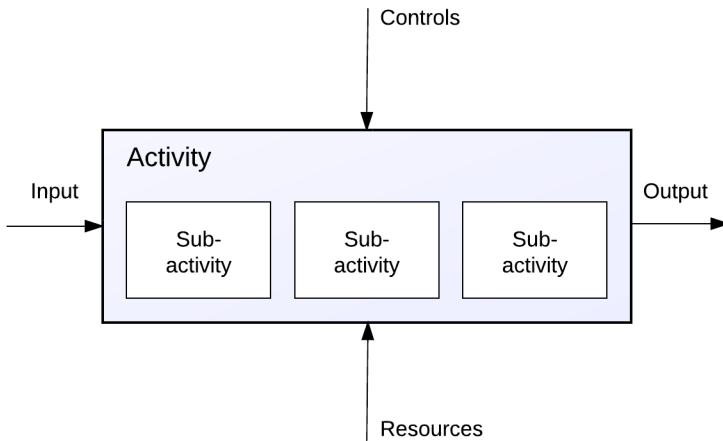 Controls
Activity
Input
Output
Sub-
activity
Sub-
activity
Sub-
activity
Resources